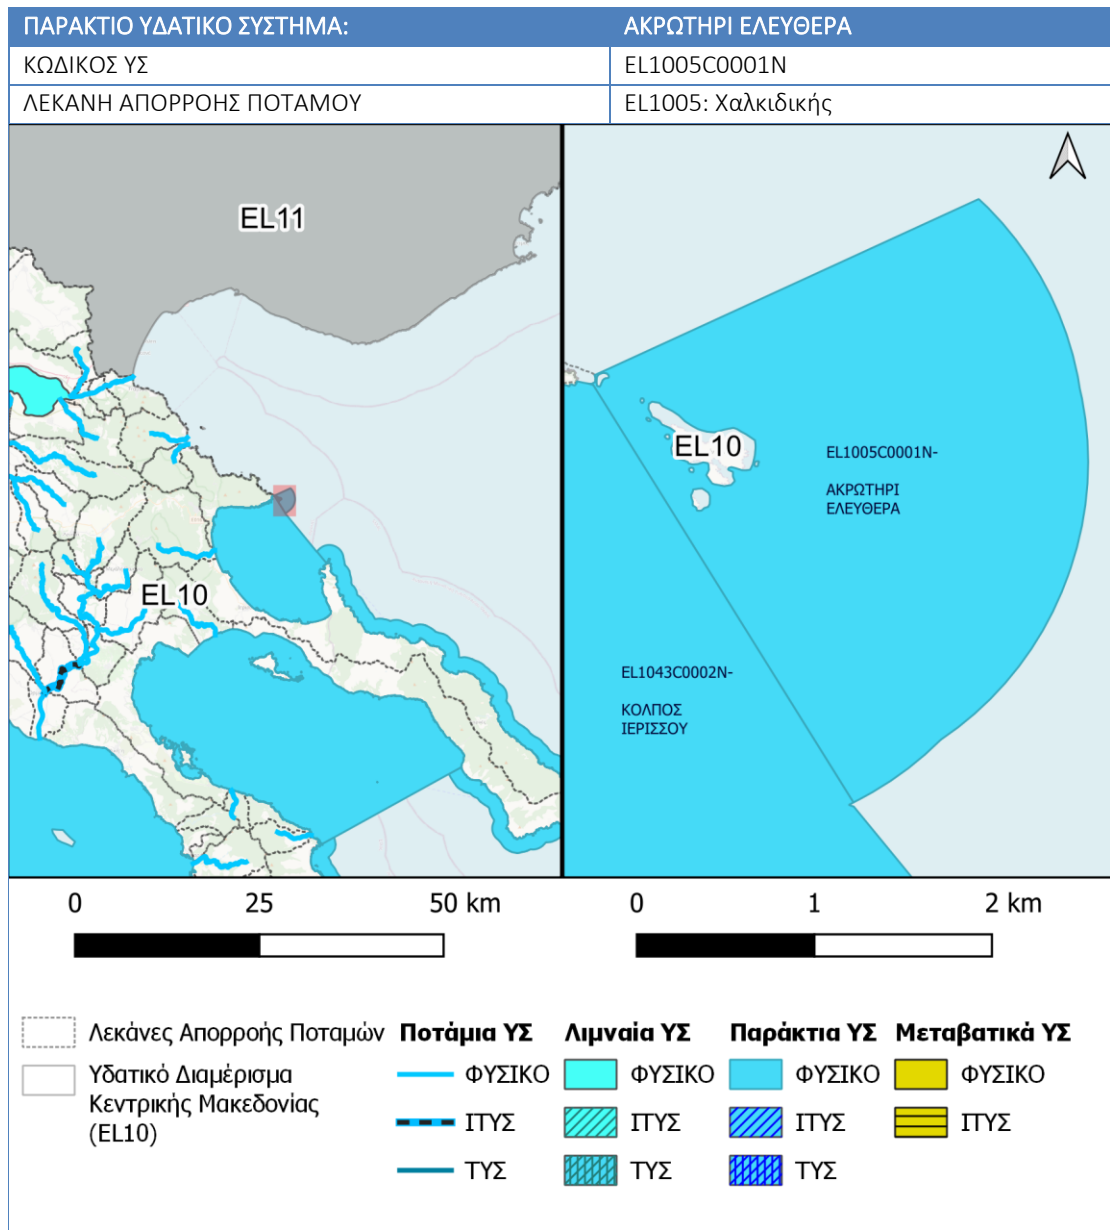 ΠΑΡΑΚΤΙΟ ΥΔΑΤΙΚΟ ΣΥΣΤΗΜΑ: ΑΚΡΩΤΗΡΙ ΕΛΕΥΘΕΡΑ
ΚΩΔΙΚΟΣ ΥΣ EL1005C0001N
ΛΕΚΑΝΗ ΑΠΟΡΡΟΗΣ ΠΟΤΑΜΟΥ EL1005: Χαλκιδικής
EL11
EL10
EL10
EL1005C0001N-
ΑΚΡΩΤΗΡΙ
ΕΛΕΥΘΕΡΑ
EL1043C0002N-
ΚΟΛΠΟΣ
ΙΕΡΙΣΣΟΥ
0 25 50 km
0 1 2 km
Λεκάνες Απορροής Ποταμών
Υδατικό Διαμέρισμα
Κεντρικής Μακεδονίας
(EL10)
Ποτάμια ΥΣ
ΦΥΣΙΚΟ
ΙΤΥΣ
ΤΥΣ
Λιμναία ΥΣ
ΦΥΣΙΚΟ
ΙΤΥΣ
ΤΥΣ
Παράκτια ΥΣ
ΦΥΣΙΚΟ
ΙΤΥΣ
ΤΥΣ
Μεταβατικά ΥΣ
ΦΥΣΙΚΟ
ΙΤΥΣ